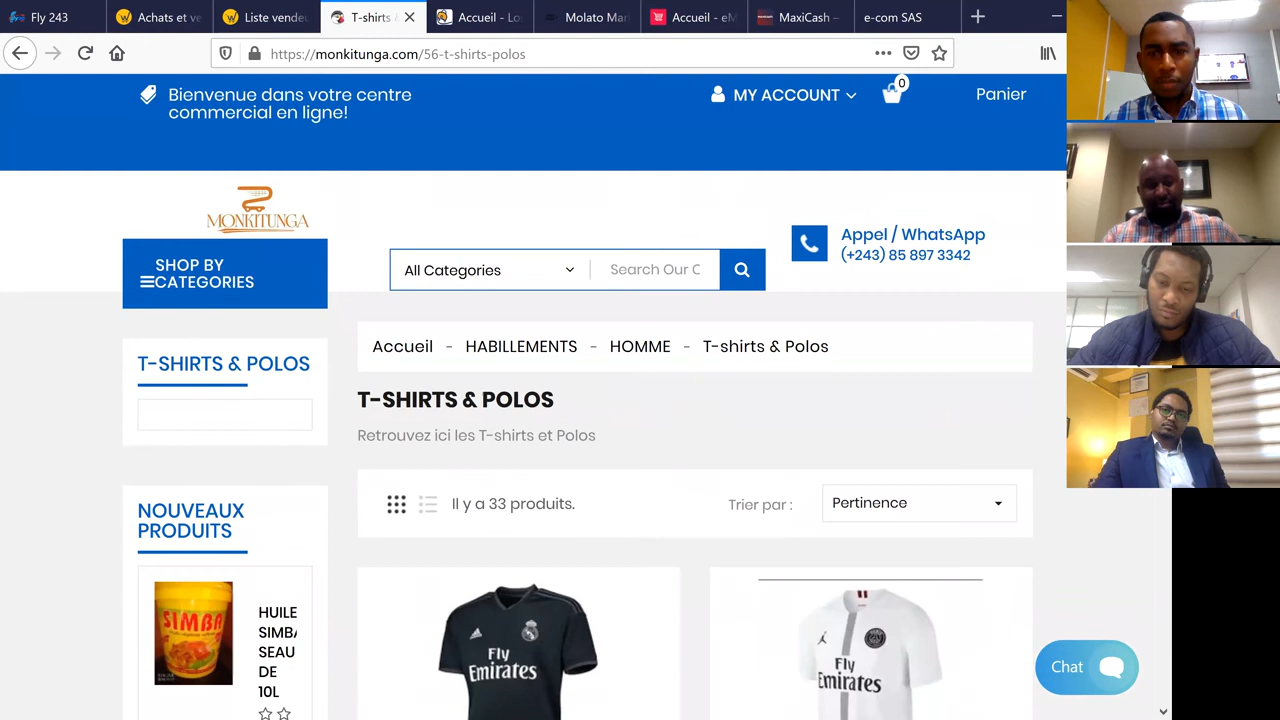 Fly 243
Achats et ve
Liste vendeu
T-shirts &
Accueil - Lo
Molato Mar
Accueil - eM
MaxiCash –
e-com SAS
https://monkitunga.com/56-t-shirts-polos
Bienvenue dans votre centre
commercial en ligne!
MY ACCOUNT
0
Panier
MONKITUNGA
SHOP BY
CATEGORIES
All Categories
Search Our C
Appel / WhatsApp
(+243) 85 897 3342
T-SHIRTS & POLOS
Accueil - HABILLEMENTS - HOMME - T-shirts & Polos
T-SHIRTS & POLOS
Retrouvez ici les T-shirts et Polos
Il y a 33 produits.
Trier par :
Pertinence
NOUVEAUX
PRODUITS
SIMBA
HUILE
SIMBA
SEAU
DE
10L
Fly
Emirates
Fly
Emirates
Chat